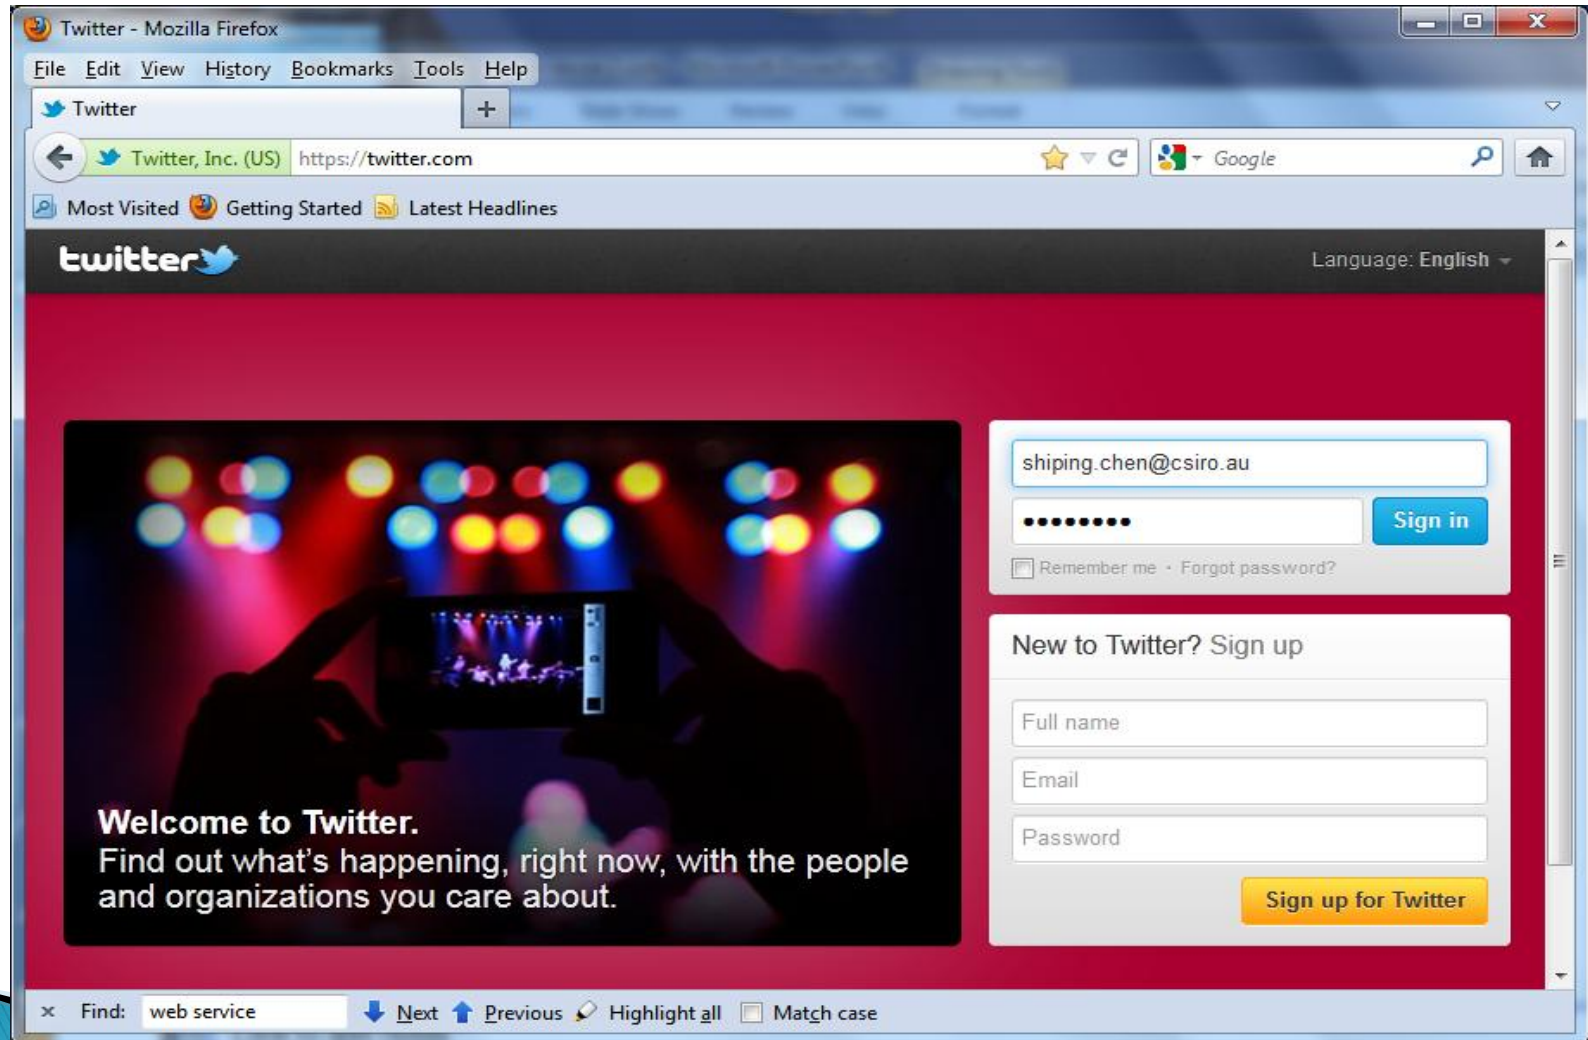 Twitter - Mozilla Firefox
File Edit View History Bookmarks Tools Help
Twitter
Twitter, Inc. (US) https://twitter.com Google
Most Visited Getting Started Latest Headlines
twitter Language: English
shiping.chen@csiro.au
•••••••• Sign in
Remember me · Forgot password?
New to Twitter? Sign up
Full name
Email
Password
Sign up for Twitter
Welcome to Twitter.
Find out what's happening, right now, with the people
and organizations you care about.
× Find: web service Next Previous Highlight all Match case